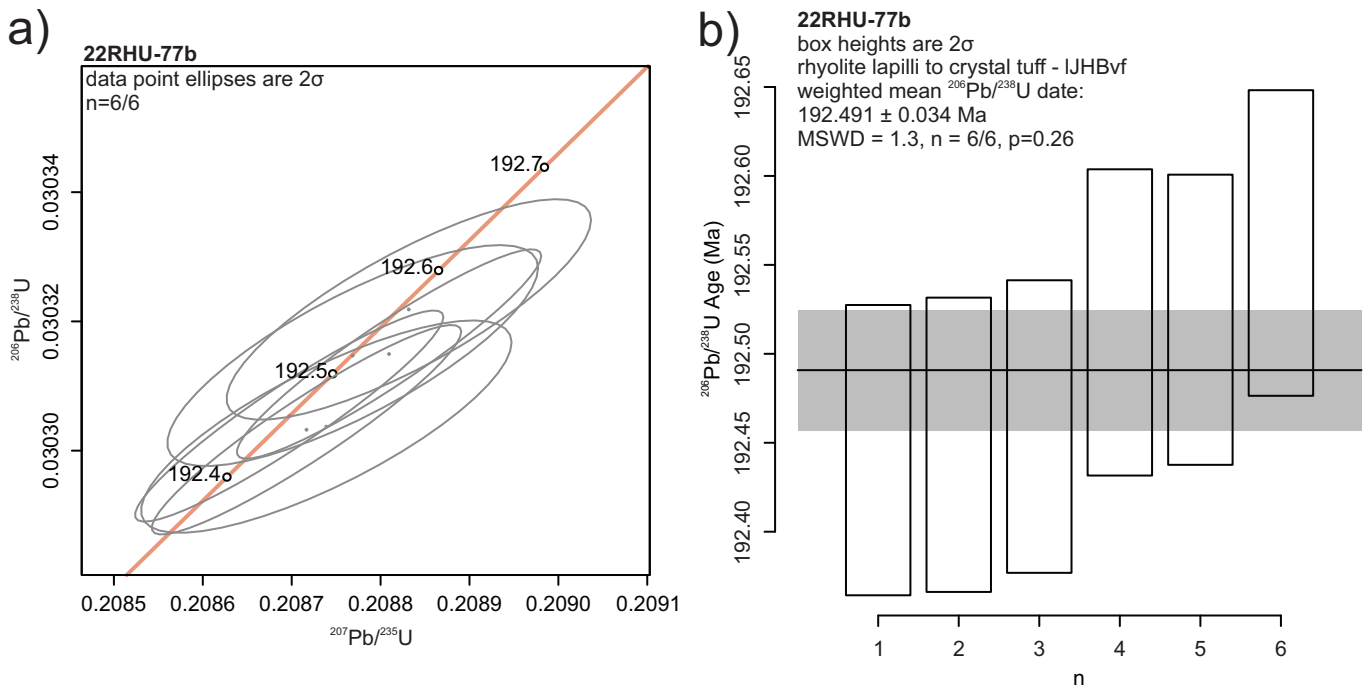 a)
22RHU-77b
data point ellipses are 2σ
n=6/6
192.7
192.6
192.5
192.4
0.03034
0.03032
0.03030
²⁰⁶Pb/²³⁸U
0.2085 0.2086 0.2087 0.2088 0.2089 0.2090 0.2091
²⁰⁷Pb/²³⁵U
b)
22RHU-77b
box heights are 2σ
rhyolite lapilli to crystal tuff - lJHBvf
weighted mean ²⁰⁶Pb/²³⁸U date:
192.491 ± 0.034 Ma
MSWD = 1.3, n = 6/6, p=0.26
192.65
192.60
192.55
192.50
192.45
192.40
²⁰⁶Pb/²³⁸U Age (Ma)
1 2 3 4 5 6
n